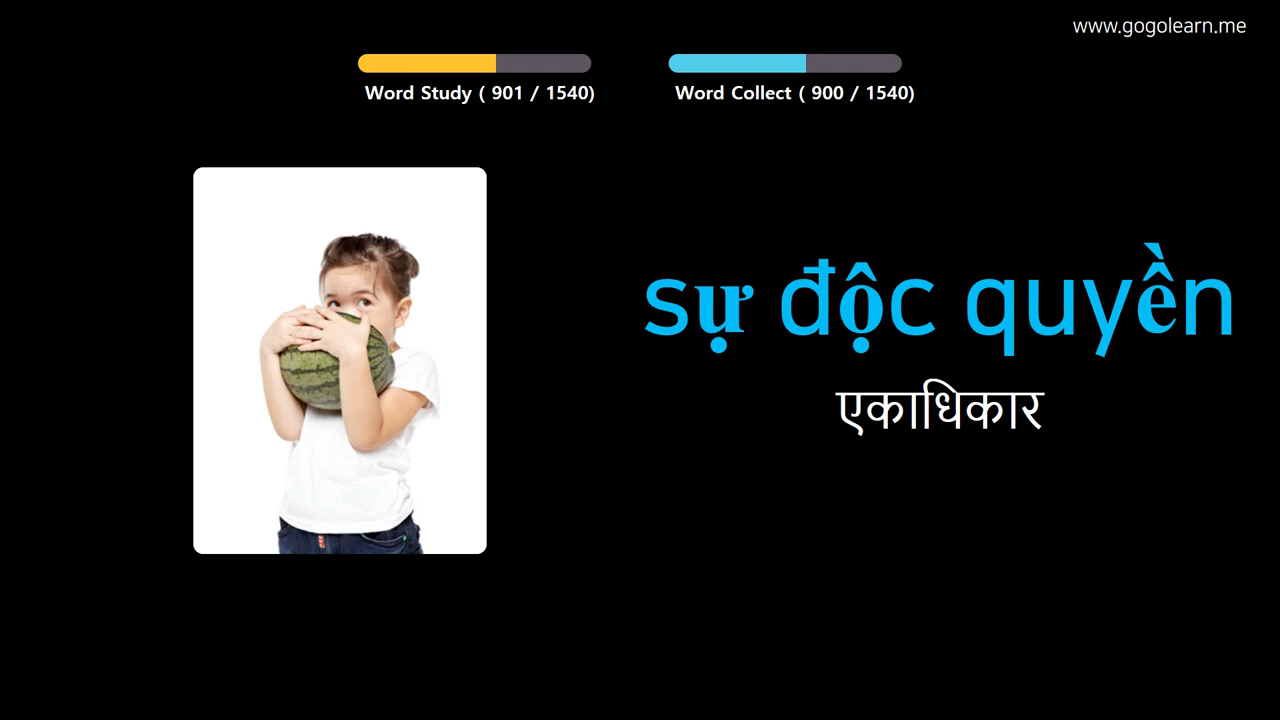 www.gogolearn.me
Word Study ( 901 / 1540)
Word Collect ( 900 / 1540)
sự độc quyền
एकाधिकार